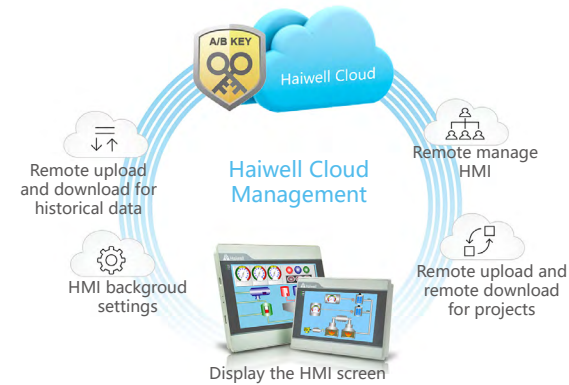 A/B KEY
Haiwell Cloud
Remote upload
and download for
historical data
Haiwell Cloud
Management
Remote manage
HMI
HMI backgroud
settings
Remote upload and
remote download
for projects
Display the HMI screen